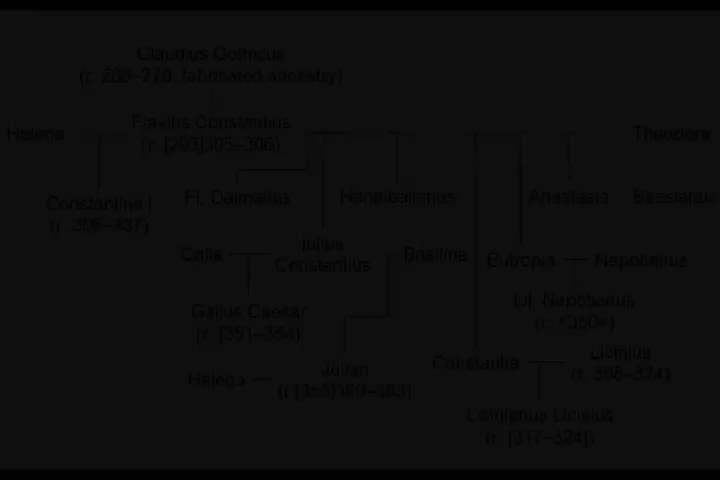 Claudius Gothicus
(r. 268–270, fabricated ancestry)
Helena
Flavius Constantius
(r. [293]305–306)
Theodora
Constantine I
(r. 306–337)
Fl. Dalmatius
Hannibalianus
Anastasia
Bassianus
Galla
Iulius
Constantius
Basilina
Eutropia
Nepotianus
Gallus Caesar
(r. [351–354)
Iul. Nepotianus
(r. <350>)
Helena
Julian
(r.[355]360–363)
Constantia
Licinius
(r. 308–324)
Licinianus Licinius
(r. [317–324])